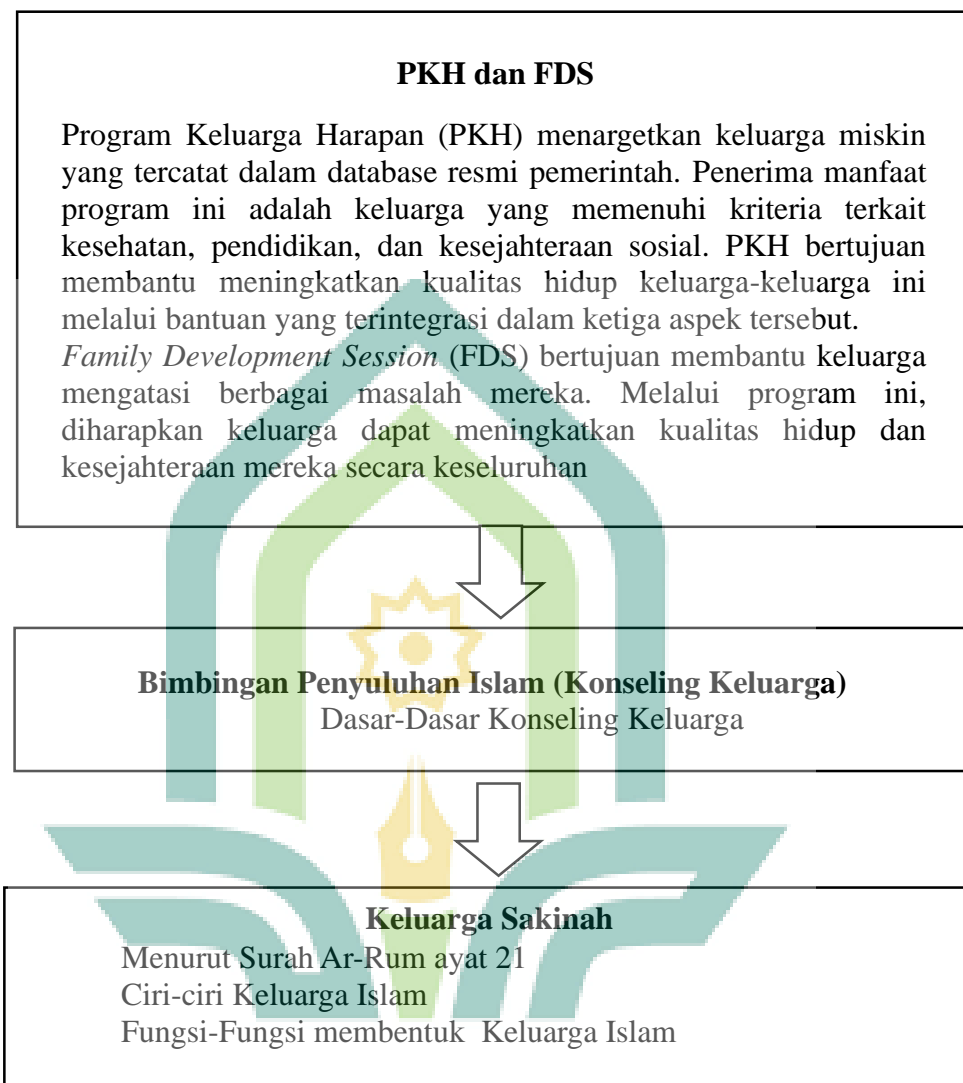 PKH dan FDS
Program Keluarga Harapan (PKH) menargetkan keluarga miskin
yang tercatat dalam database resmi pemerintah. Penerima manfaat
program ini adalah keluarga yang memenuhi kriteria terkait
kesehatan, pendidikan, dan kesejahteraan sosial. PKH bertujuan
membantu meningkatkan kualitas hidup keluarga-keluarga ini
melalui bantuan yang terintegrasi dalam ketiga aspek tersebut.
Family Development Session (FDS) bertujuan membantu keluarga
mengatasi berbagai masalah mereka. Melalui program ini,
diharapkan keluarga dapat meningkatkan kualitas hidup dan
kesejahteraan mereka secara keseluruhan
Bimbingan Penyuluhan Islam (Konseling Keluarga)
Dasar-Dasar Konseling Keluarga
Keluarga Sakinah
Menurut Surah Ar-Rum ayat 21
Ciri-ciri Keluarga Islam
Fungsi-Fungsi membentuk Keluarga Islam